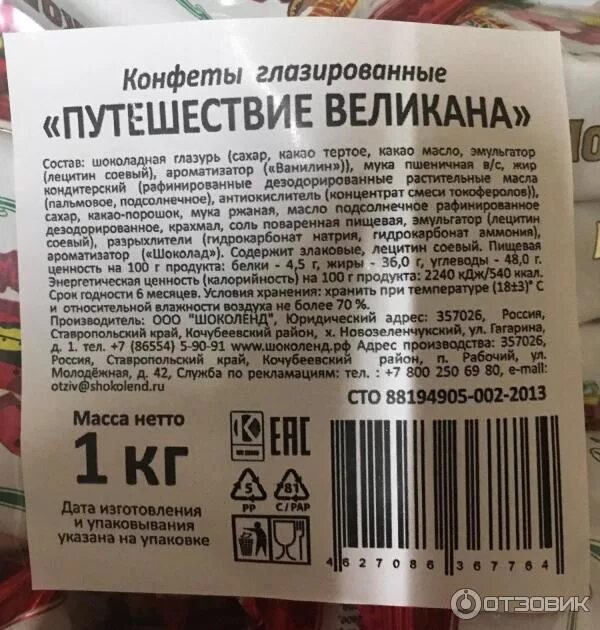 Конфеты глазированные
«ПУТЕШЕСТВИЕ ВЕЛИКАНА»
Состав: шоколадная глазурь (сахар, какао тертое, какао масло, эмульгатор
(лецитин соевый), ароматизатор («Ванилин»)), мука пшеничная в/с, жир
кондитерский (рафинированные дезодорированные растительные масла
(пальмовое, подсолнечное), антиокислитель (концентрат смеси токоферолов)),
сахар, какао-порошок, мука ржаная, масло подсолнечное рафинированное
дезодорированное, крахмал, соль поваренная пищевая, эмульгатор (лецитин
соевый), разрыхлители (гидрокарбонат натрия, гидрокарбонат аммония),
ароматизатор («Шоколад»). Содержит злаковые, лецитин соевый. Пищевая
ценность на 100 г продукта: белки - 4,5 г, жиры - 36,0 г, углеводы - 48,0 г.
Энергетическая ценность (калорийность) на 100 г продукта: 2240 кДж/540 ккал.
Срок годности 6 месяцев. Условия хранения: хранить при температуре (18±3)° С
и относительной влажности воздуха не более 70 %.
Производитель: ООО "ШОКОЛЕНД", Юридический адрес: 357026, Россия,
Ставропольский край, Кочубеевский район, х. Новозеленчукский, ул. Гагарина,
д. 1. тел. +7 (86554) 5-90-91 www.шоколенд.рф Адрес производства: 357026,
Россия, Ставропольский край, Кочубеевский район, п. Рабочий, ул.
Молодёжная, д. 42, Служба по рекламациям: тел. : +7 800 250 69 80, e-mail:
otziv@shokolend.ru
СТО 88194905-002-2013
Масса нетто
1 кг
Дата изготовления
и упаковывания
указана на упаковке
EAC
5
PP
81
C/PAP
4627086367764
ОТЗОВИК